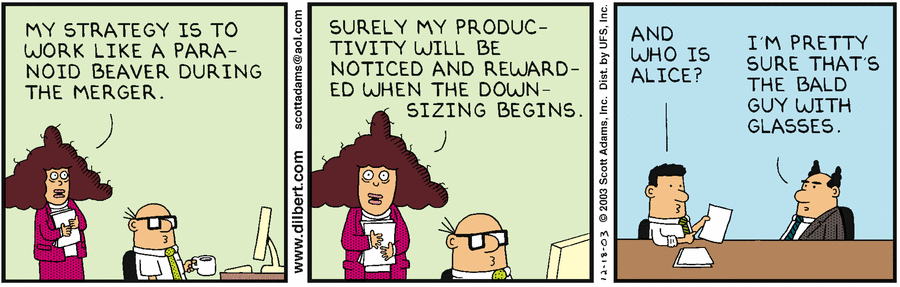 MY STRATEGY IS TO
WORK LIKE A PARA-
NOID BEAVER DURING
THE MERGER.
www.dilbert.com
scottadams@aol.com
SURELY MY PRODUC-
TIVITY WILL BE
NOTICED AND REWARD-
ED WHEN THE DOWN-
SIZING BEGINS.
12-18-03 © 2003 Scott Adams, Inc. Dist. by UFS, Inc.
AND
WHO IS
ALICE?
I'M PRETTY
SURE THAT'S
THE BALD
GUY WITH
GLASSES.